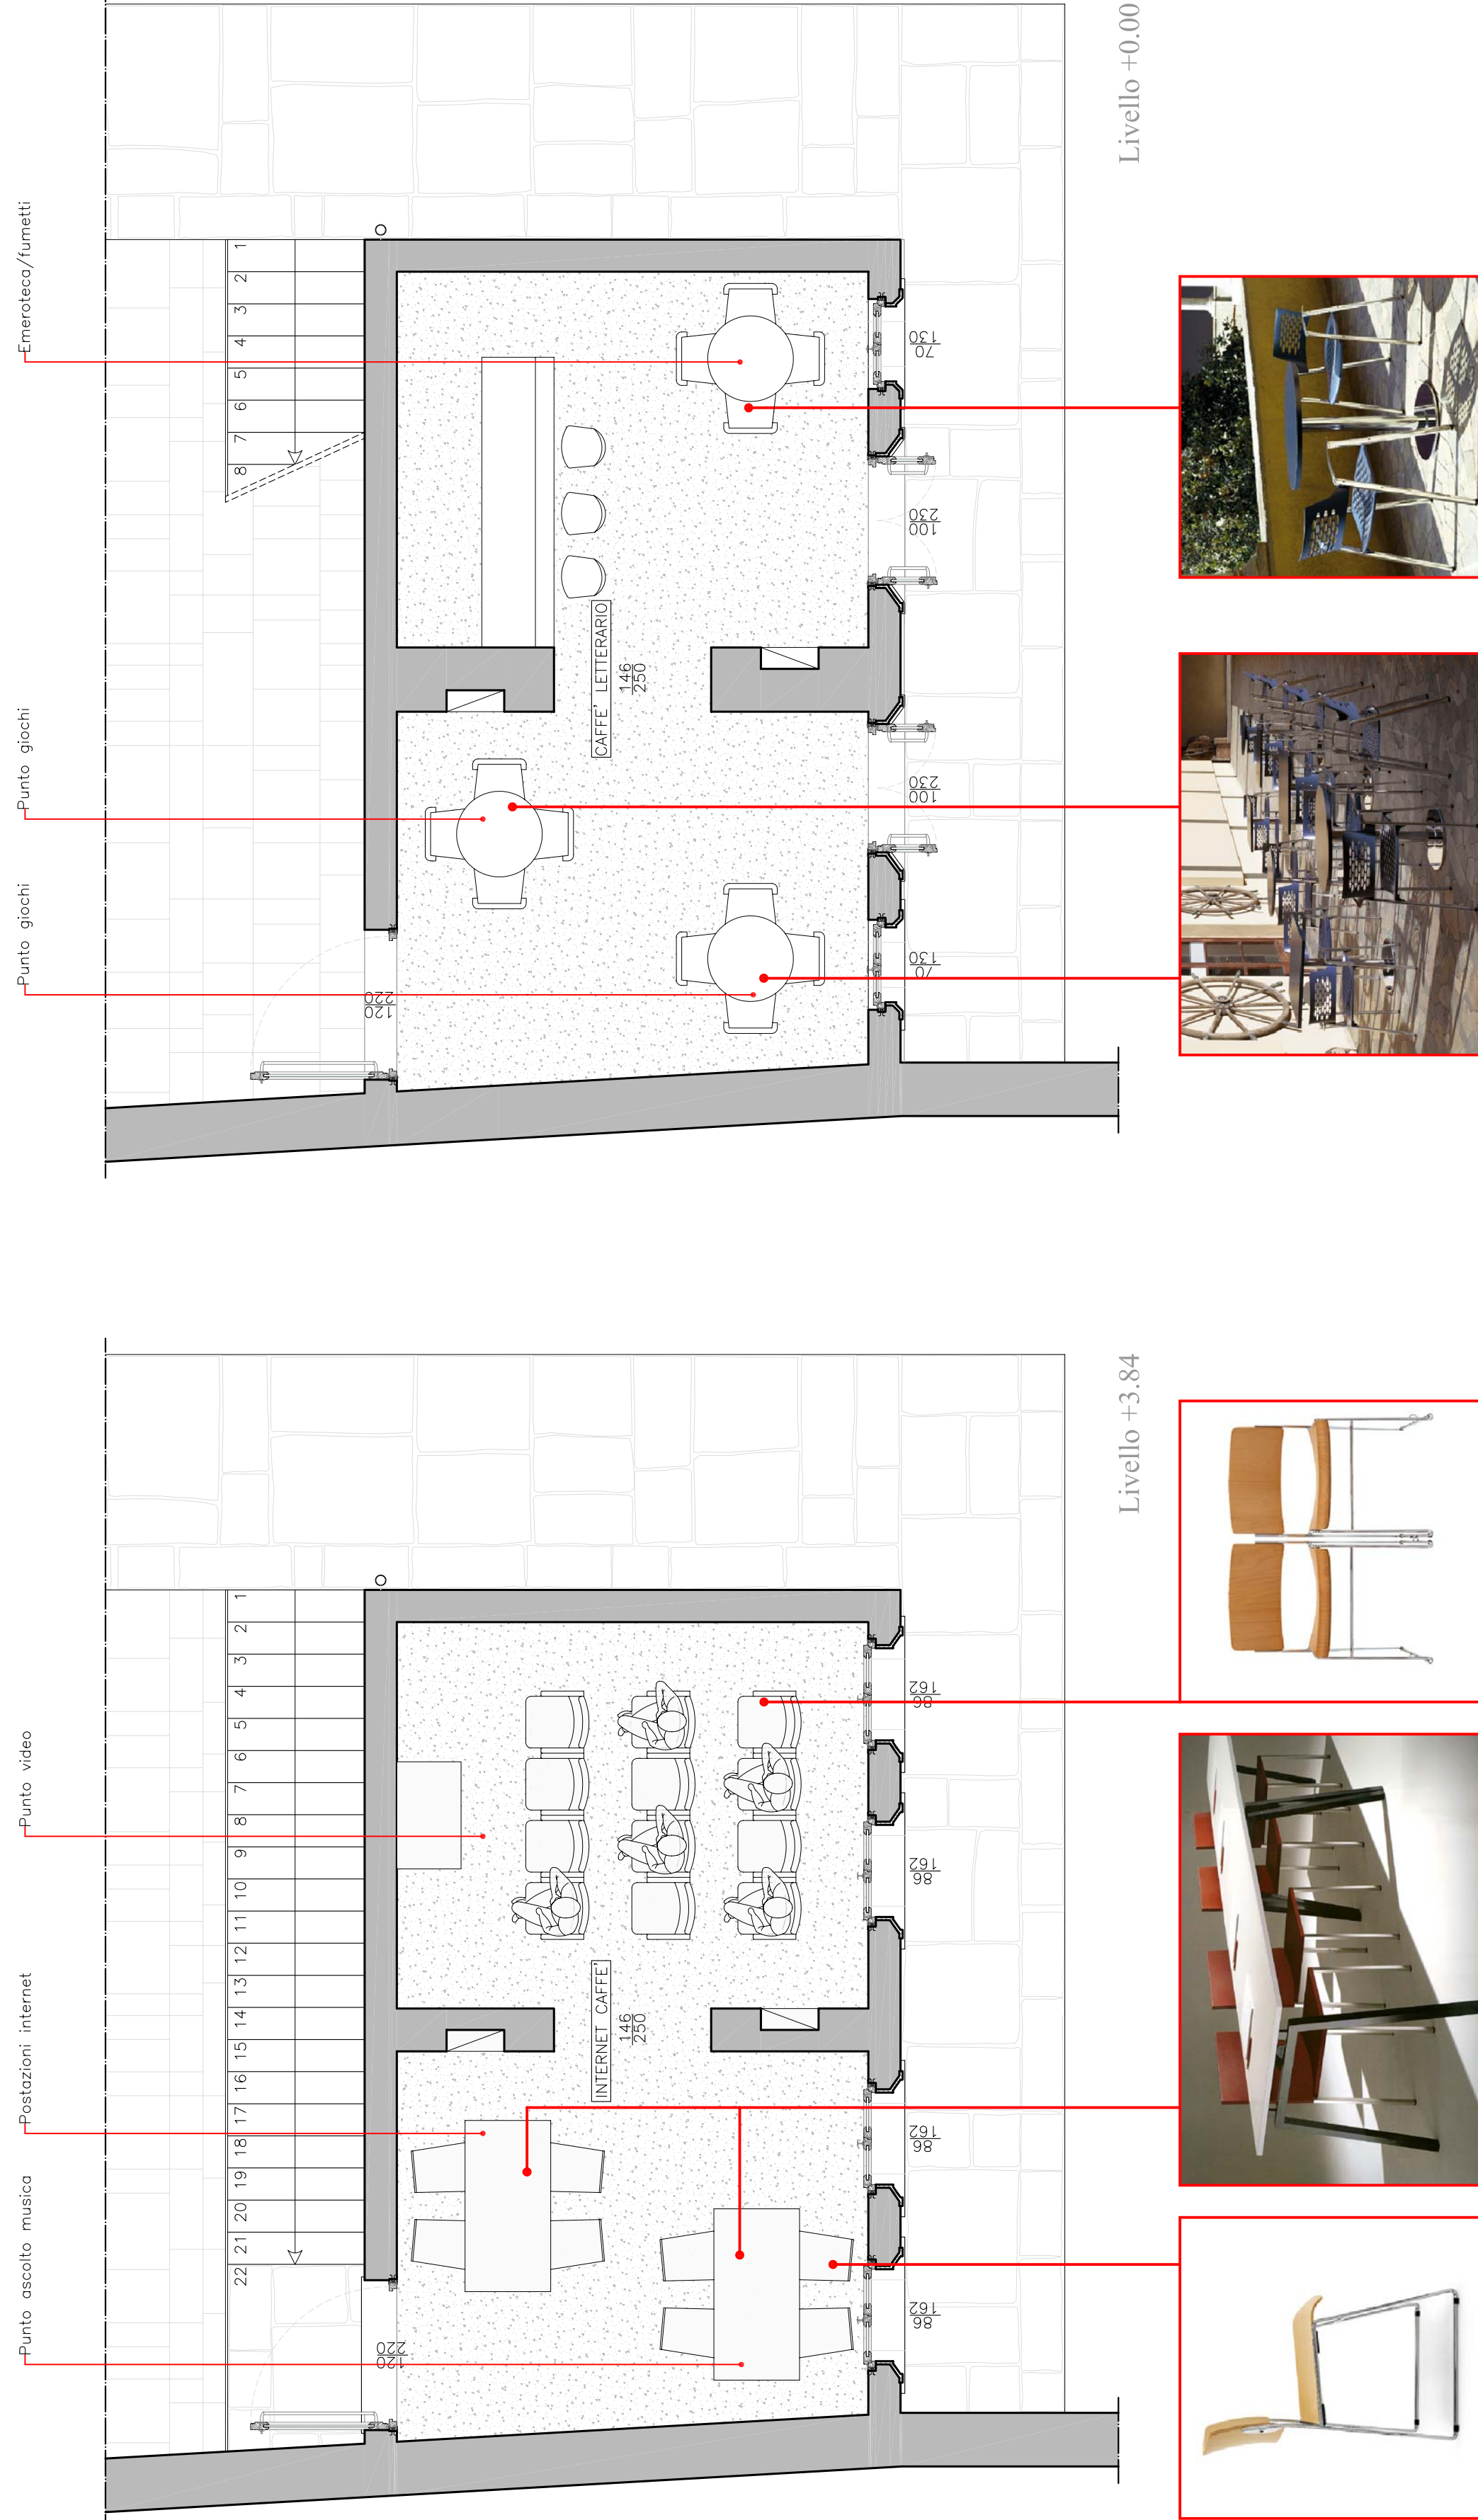 Punto ascolto musica
Postazioni internet
Punto video
Punto giochi
Punto giochi
Emeroteca/fumetti
22 21 20 19 18 17 16 15 14 13 12 11 10 9 8 7 6 5 4 3 2 1
120
220
INTERNET CAFFE'
146
250
86
162
86
162
86
162
86
162
Livello +3.84
8 7 6 5 4 3 2 1
120
220
CAFFE' LETTERARIO
146
250
70
130
100
230
100
230
70
130
Livello +0.00